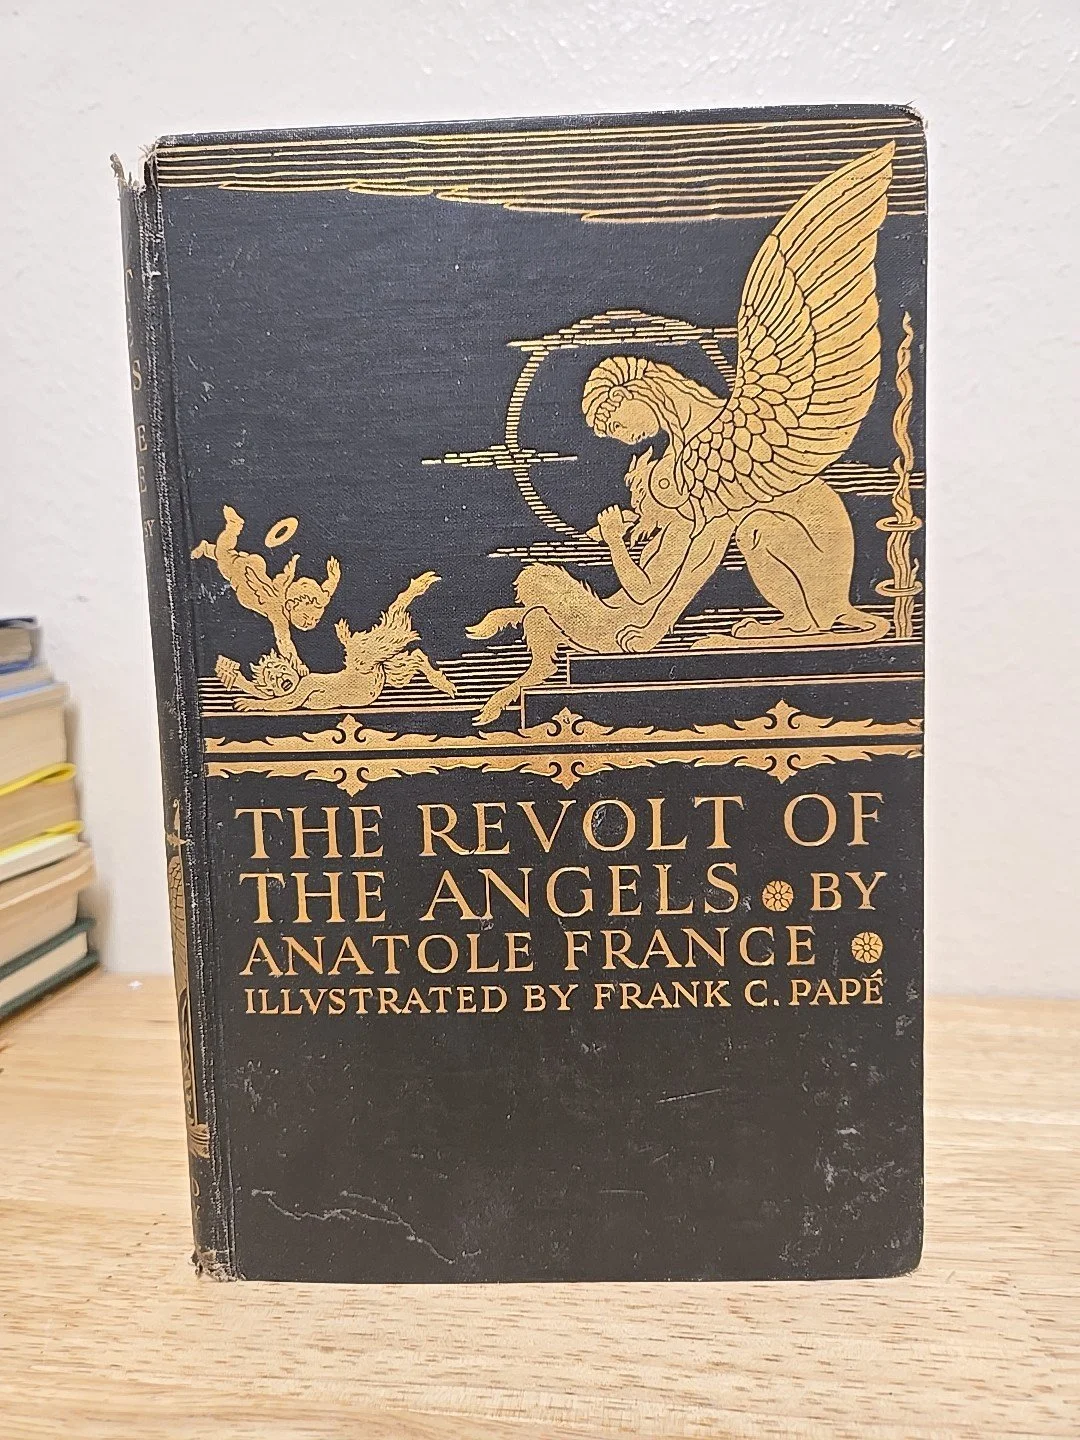 THE REVOLT OF
THE ANGELS BY
ANATOLE FRANCE
ILLVSTRATED BY FRANK C. PAPÉ